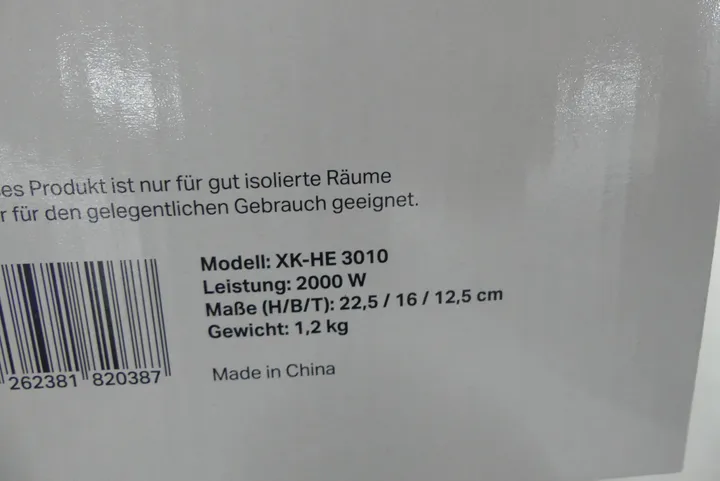 es Produkt ist nur für gut isolierte Räume
r für den gelegentlichen Gebrauch geeignet.
Modell: XK-HE 3010
Leistung: 2000 W
Maße (H/B/T): 22,5 / 16 / 12,5 cm
Gewicht: 1,2 kg
Made in China
262381 820387